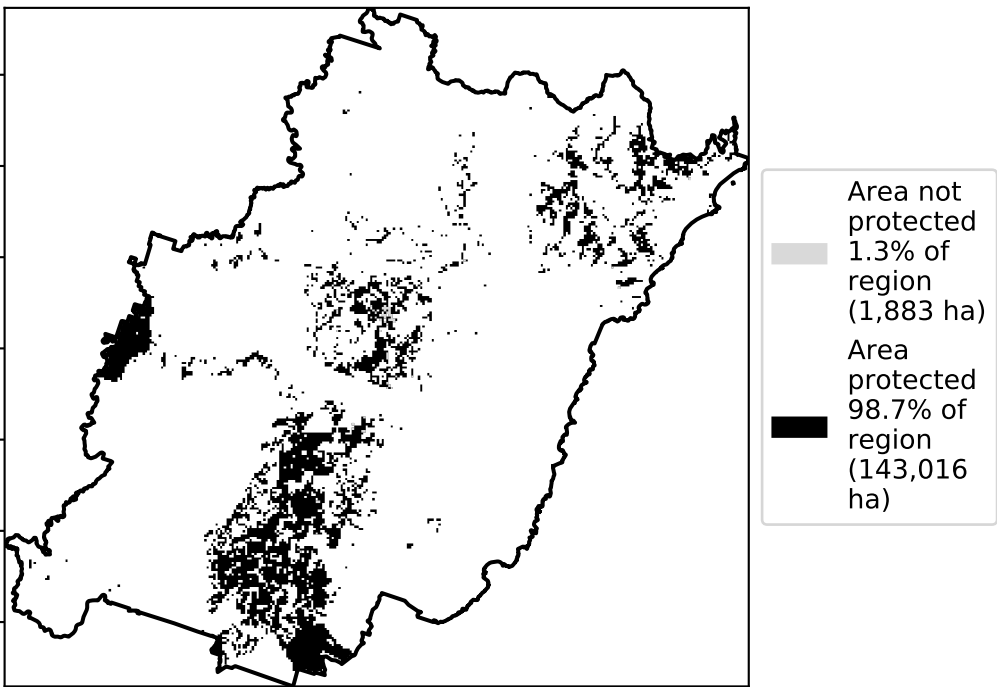 Area not
protected
1.3% of
region
(1,883 ha)
Area
protected
98.7% of
region
(143,016
ha)